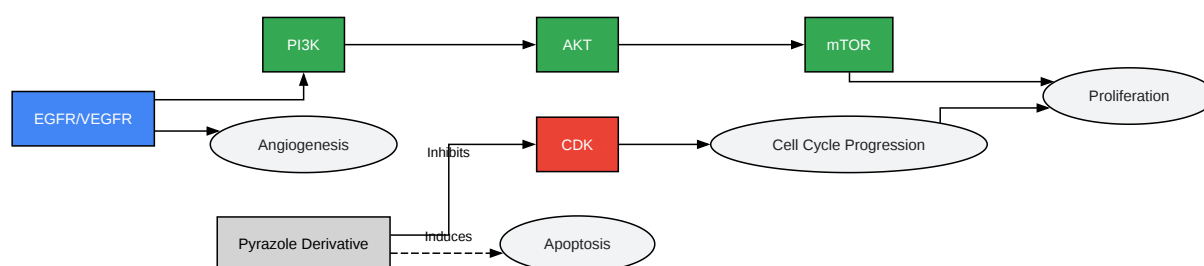 PI3K
AKT
mTOR
Proliferation
EGFR/VEGFR
Angiogenesis
Inhibits
CDK
Cell Cycle Progression
Pyrazole Derivative
Induces
Apoptosis